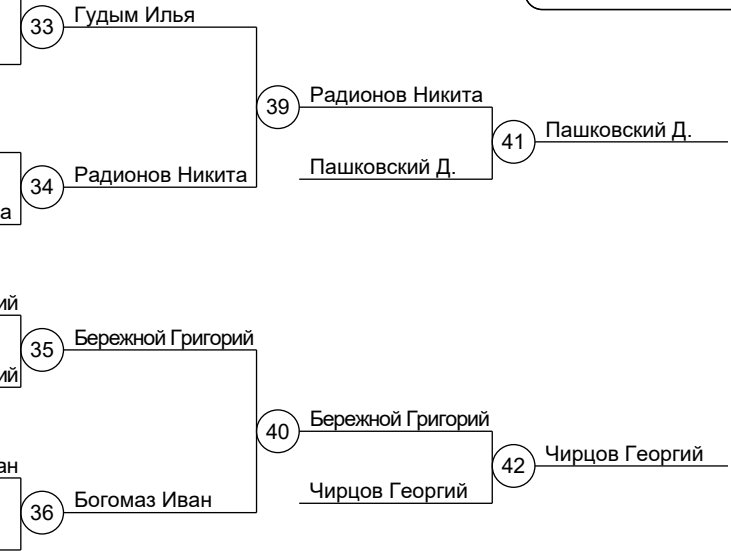 33
Гудым Илья
39
Радионов Никита
41
Пашковский Д.
Пашковский Д.
34
Радионов Никита
35
Бережной Григорий
40
Бережной Григорий
42
Чирцов Георгий
Чирцов Георгий
36
Богомаз Иван